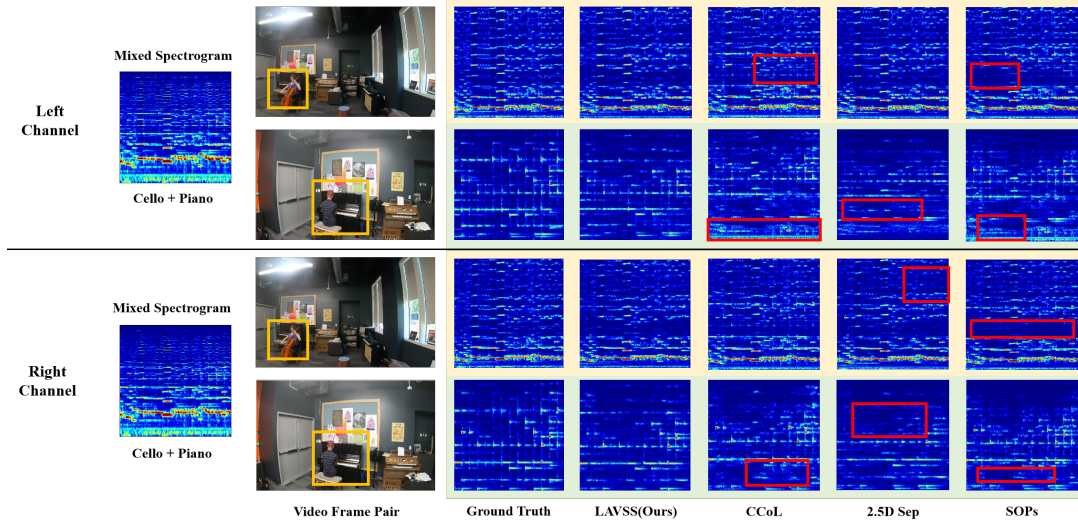 Mixed Spectrogram
Left
Channel
Cello + Piano
Mixed Spectrogram
Right
Channel
Cello + Piano
Video Frame Pair
Ground Truth
LAVSS(Ours)
CCoL
2.5D Sep
SOPs